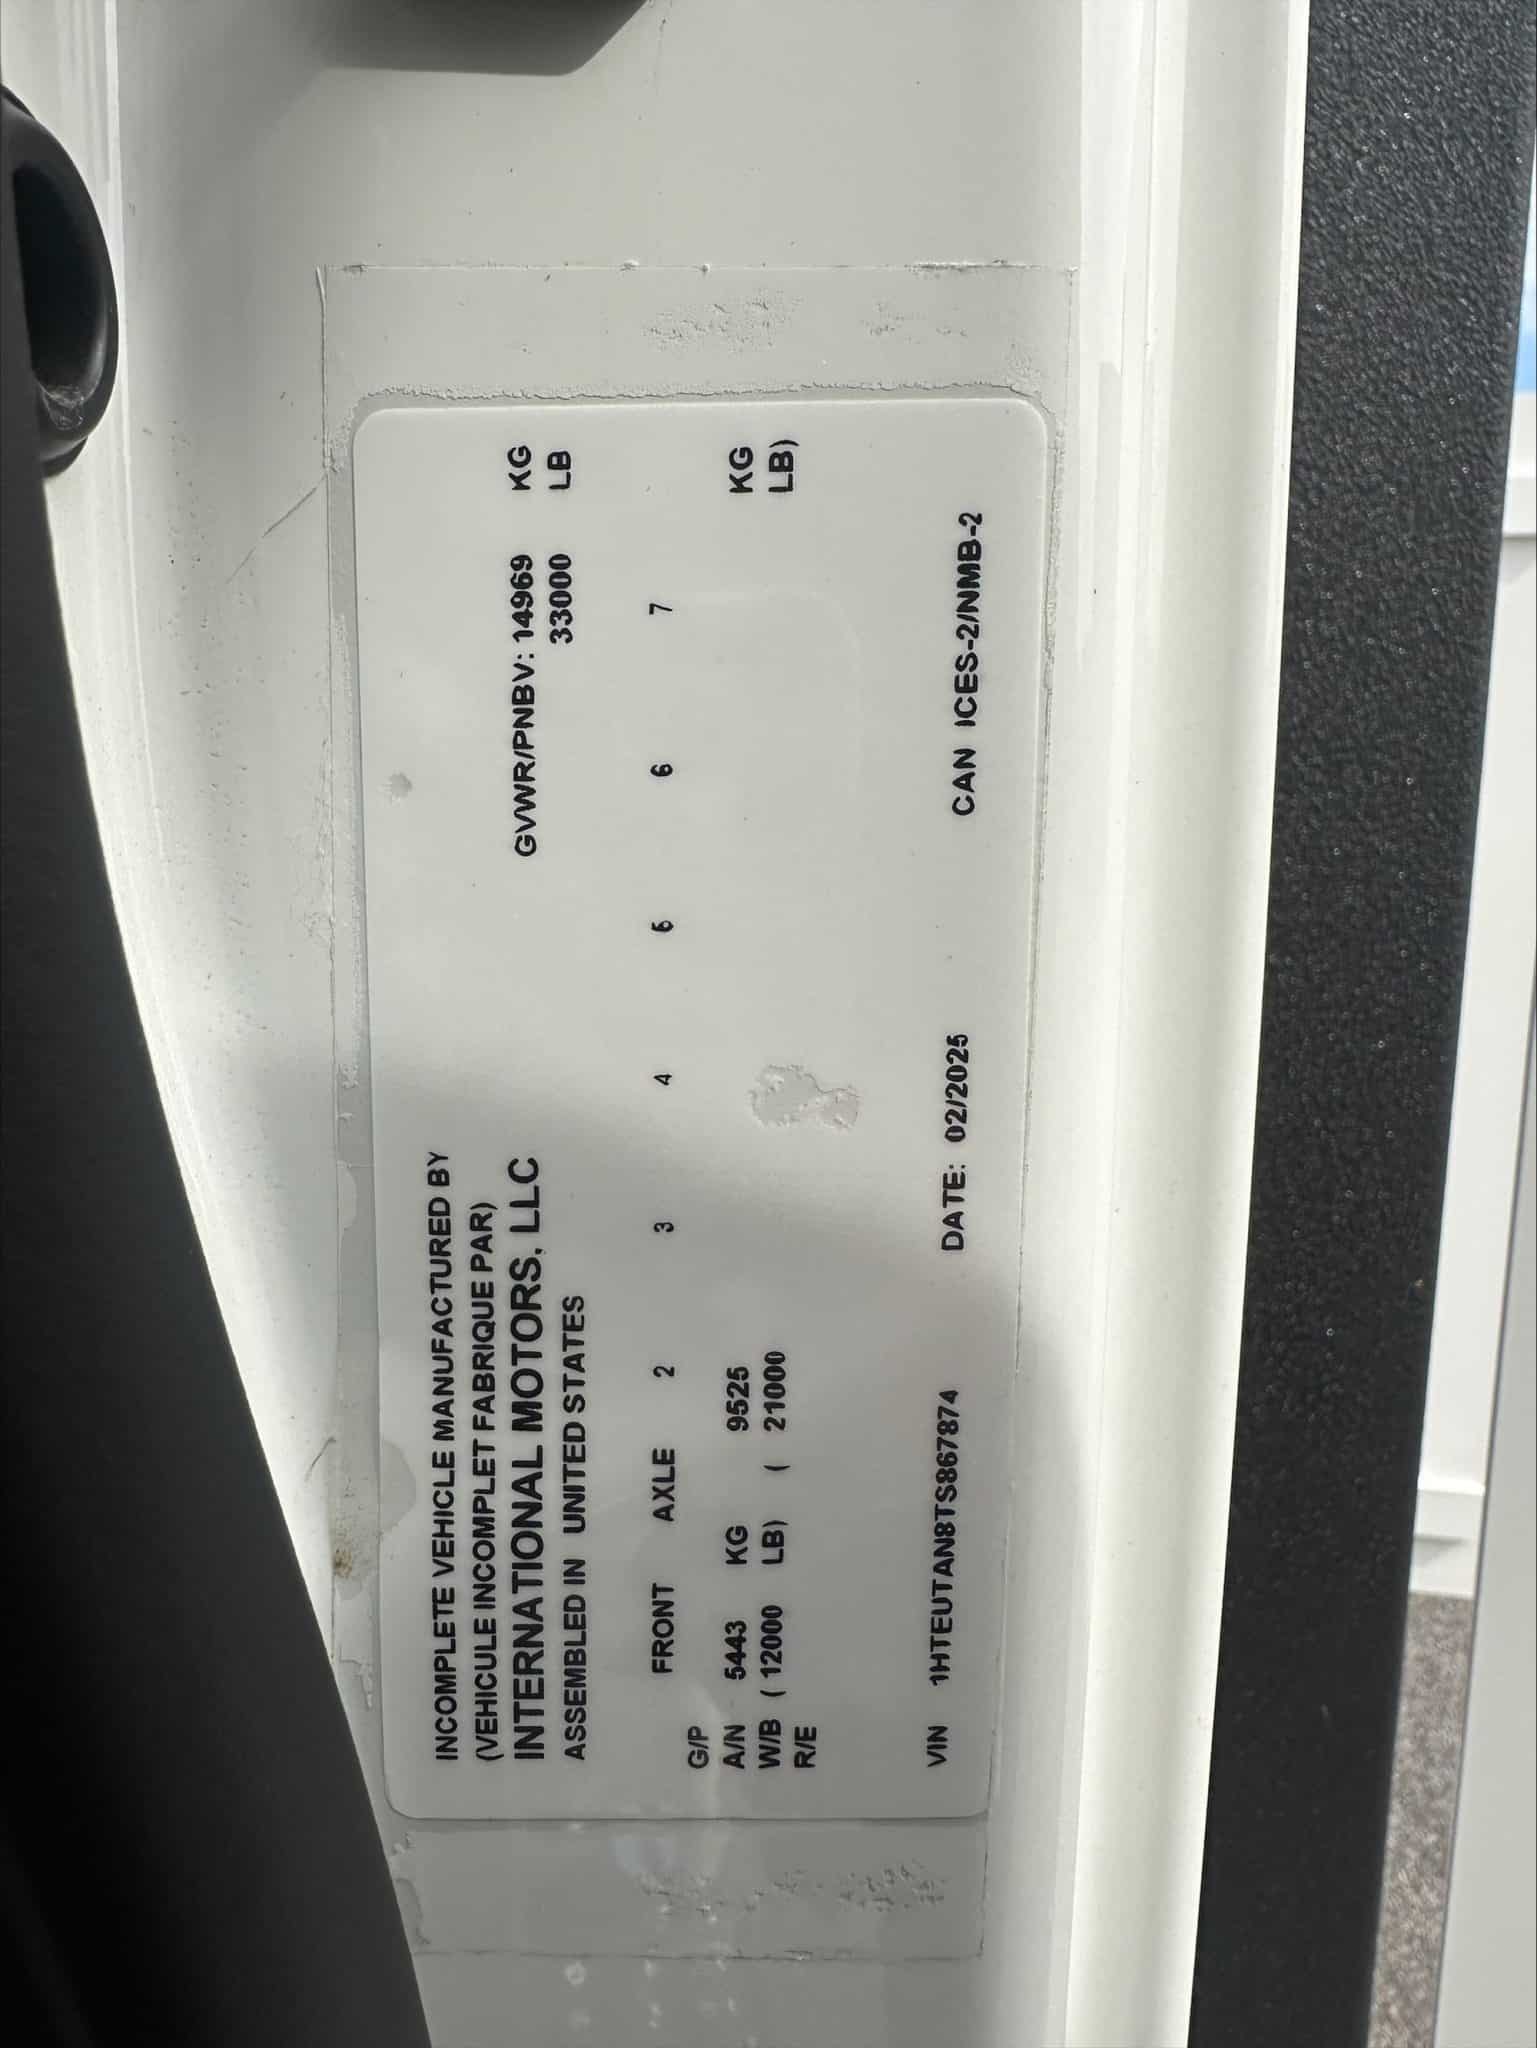 INCOMPLETE VEHICLE MANUFACTURED BY
(VEHICULE INCOMPLET FABRIQUE PAR)
INTERNATIONAL MOTORS, LLC GVWR/PNBV: 14969 KG
ASSEMBLED IN UNITED STATES 33000 LB
FRONT AXLE 2 3 4 5 6 7
G/P
A/N 5443 KG 9525 KG
W/B ( 12000 LB) ( 21000 LB)
R/E
VIN 1HTEUTAN8TS867874 DATE: 02/2025 CAN ICES-2/NMB-2